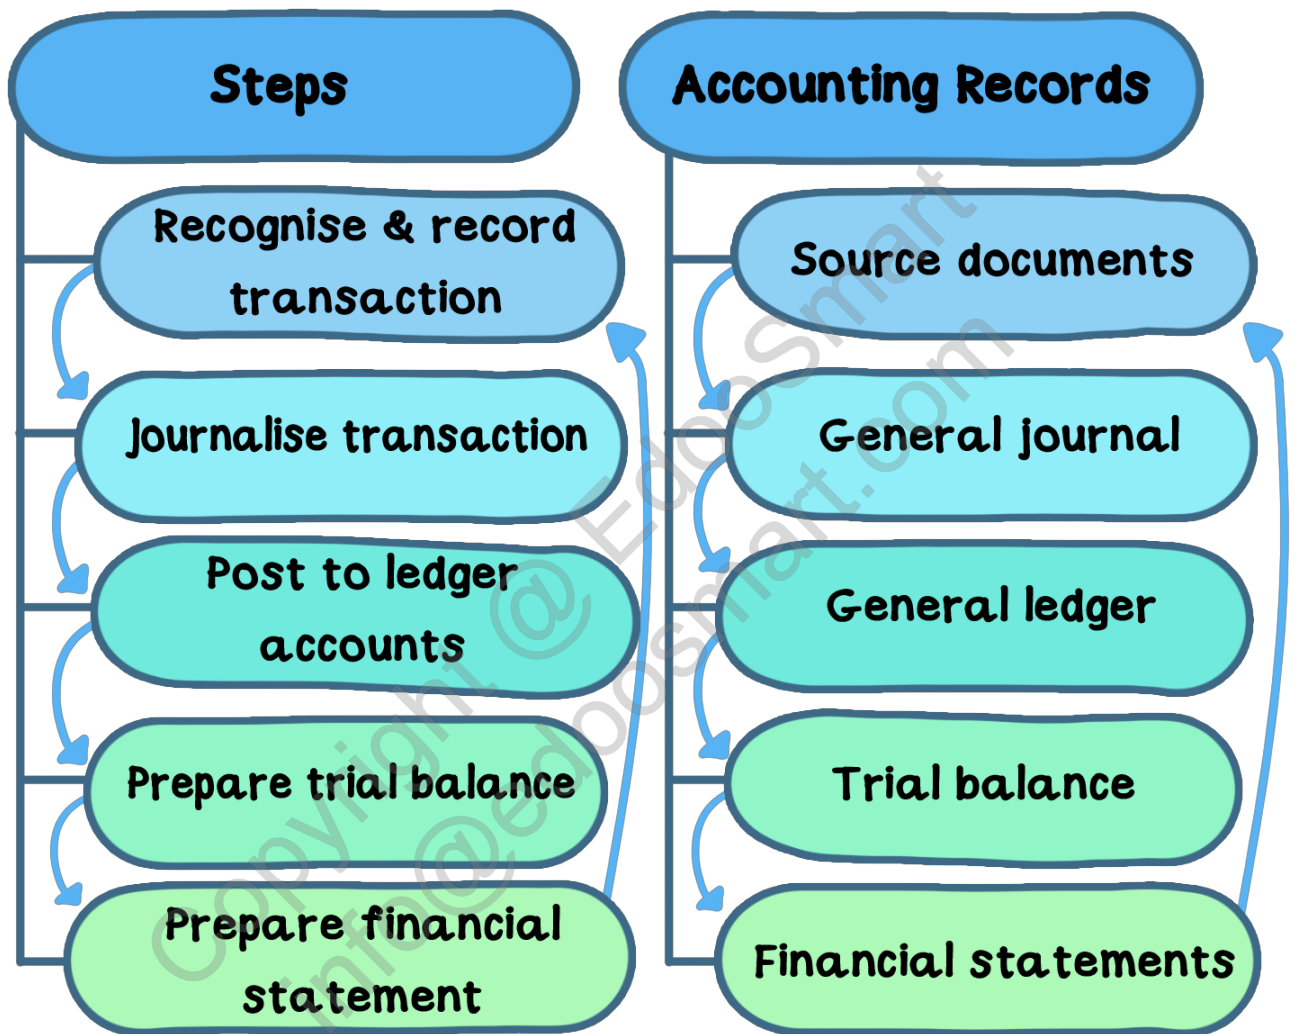 Steps
Recognise & record
transaction
Journalise transaction
Post to ledger
accounts
Prepare trial balance
Prepare financial
statement
Accounting Records
Source documents
General journal
General ledger
Trial balance
Financial statements
Copyright @ EdooSmart
info@edoosmart.com